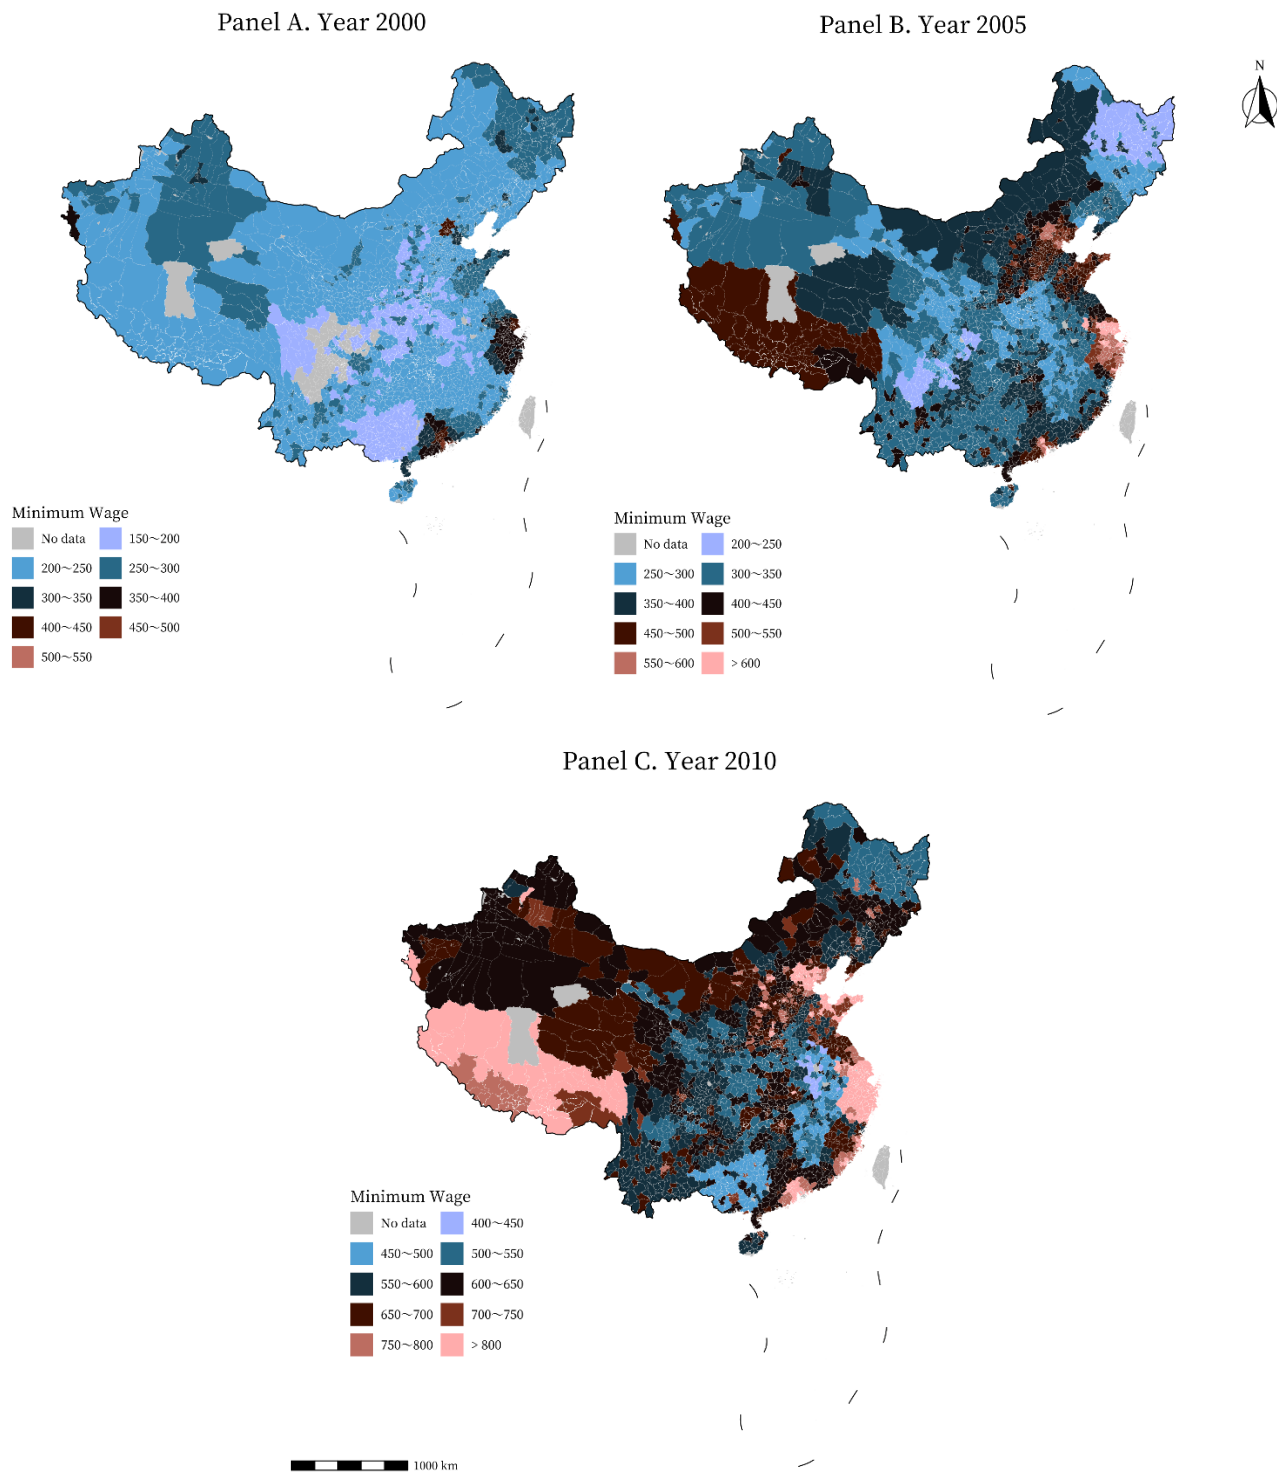 Panel A. Year 2000
Panel B. Year 2005
N
Minimum Wage
No data 150～200
200～250 250～300
300～350 350～400
400～450 450～500
500～550
Minimum Wage
No data 200～250
250～300 300～350
350～400 400～450
450～500 500～550
550～600 > 600
Panel C. Year 2010
Minimum Wage
No data 400～450
450～500 500～550
550～600 600～650
650～700 700～750
750～800 > 800
1000 km